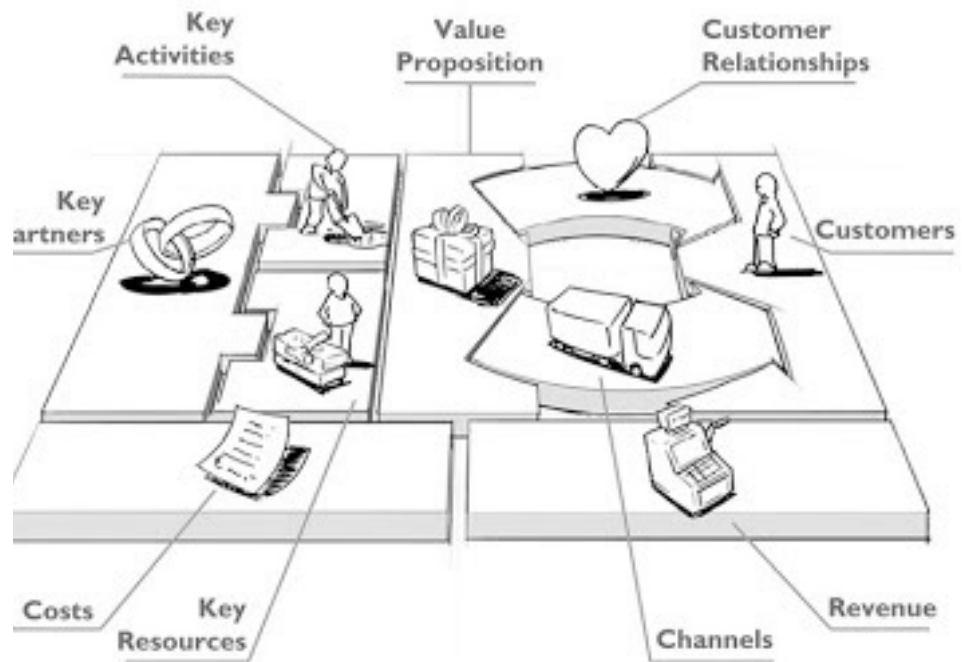 Key
Activities
Value
Proposition
Customer
Relationships
Key
artners
Customers
Costs
Key
Resources
Channels
Revenue